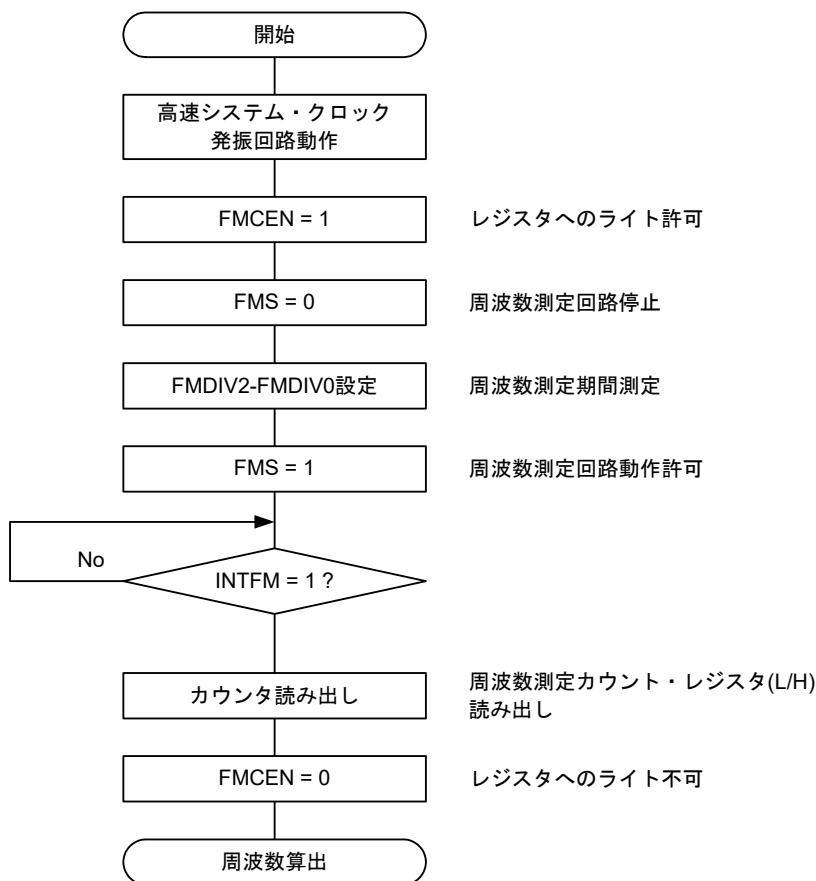 開始
高速システム・クロック
発振回路動作
FMCEN = 1
レジスタへのライト許可
FMS = 0
周波数測定回路停止
FMDIV2-FMDIV0設定
周波数測定期間測定
FMS = 1
周波数測定回路動作許可
No
INTFM = 1 ?
カウンタ読み出し
周波数測定カウント・レジスタ(L/H)
読み出し
FMCEN = 0
レジスタへのライト不可
周波数算出